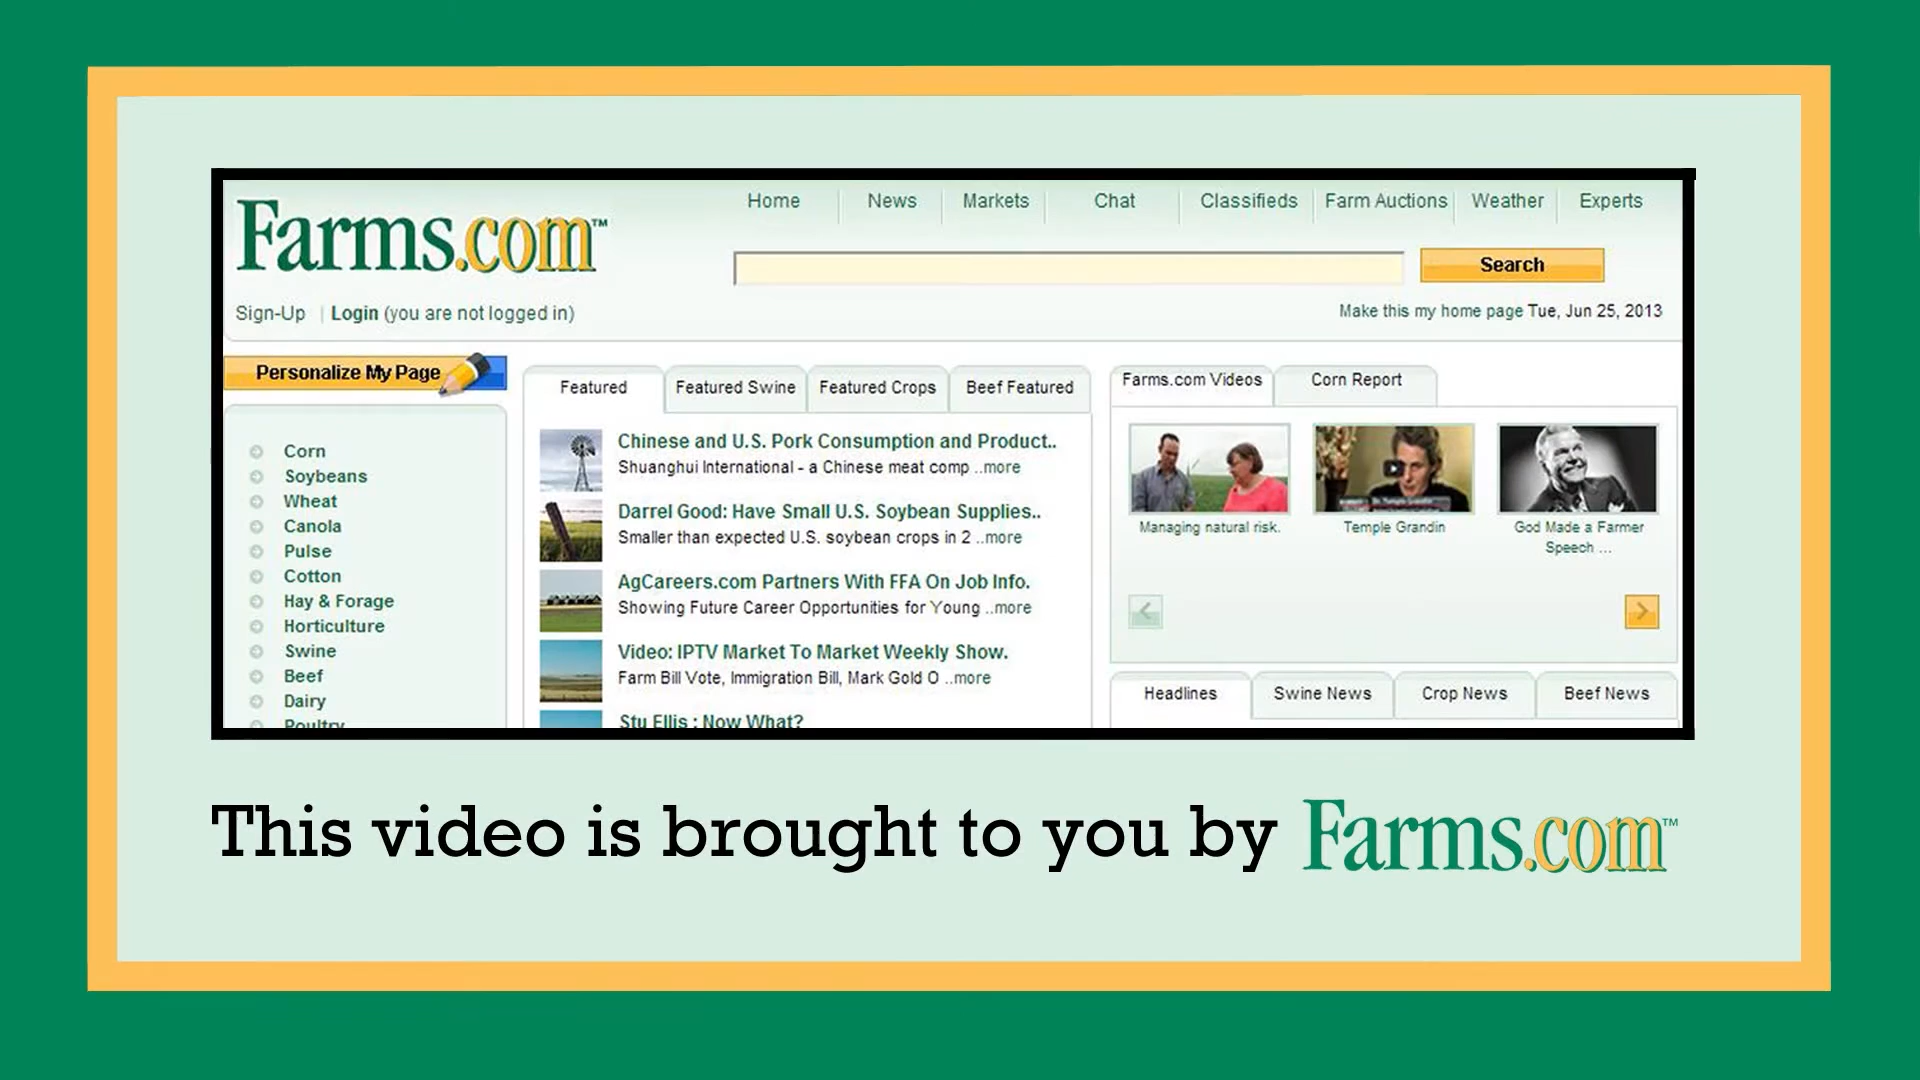 Farms.com™
Home News Markets Chat Classifieds Farm Auctions Weather Experts
Search
Sign-Up | Login (you are not logged in)
Make this my home page Tue, Jun 25, 2013
Personalize My Page
Corn
Soybeans
Wheat
Canola
Pulse
Cotton
Hay & Forage
Horticulture
Swine
Beef
Dairy
Poultry
Featured Featured Swine Featured Crops Beef Featured
Chinese and U.S. Pork Consumption and Product..
Shuanghui International - a Chinese meat comp ..more
Darrel Good: Have Small U.S. Soybean Supplies..
Smaller than expected U.S. soybean crops in 2 ..more
AgCareers.com Partners With FFA On Job Info.
Showing Future Career Opportunities for Young ..more
Video: IPTV Market To Market Weekly Show.
Farm Bill Vote, Immigration Bill, Mark Gold O ..more
Stu Ellis : Now What?
Farms.com Videos Corn Report
Managing natural risk.
Temple Grandin
God Made a Farmer
Speech ...
Headlines Swine News Crop News Beef News
This video is brought to you by Farms.com™